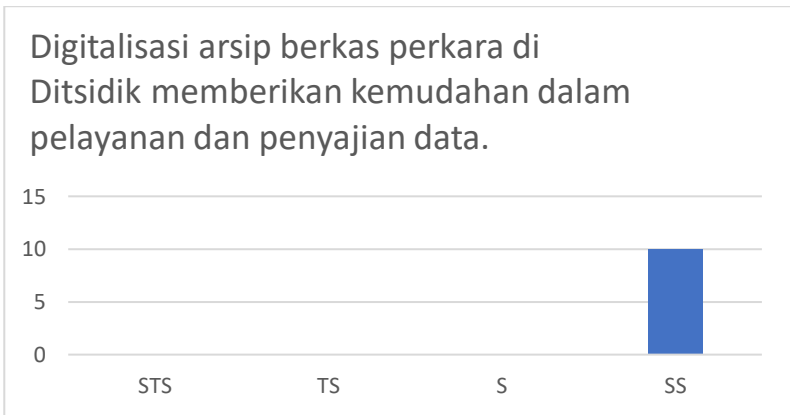 Digitalisasi arsip berkas perkara di
Ditsidik memberikan kemudahan dalam
pelayanan dan penyajian data.
15
10
5
0
STS TS S SS